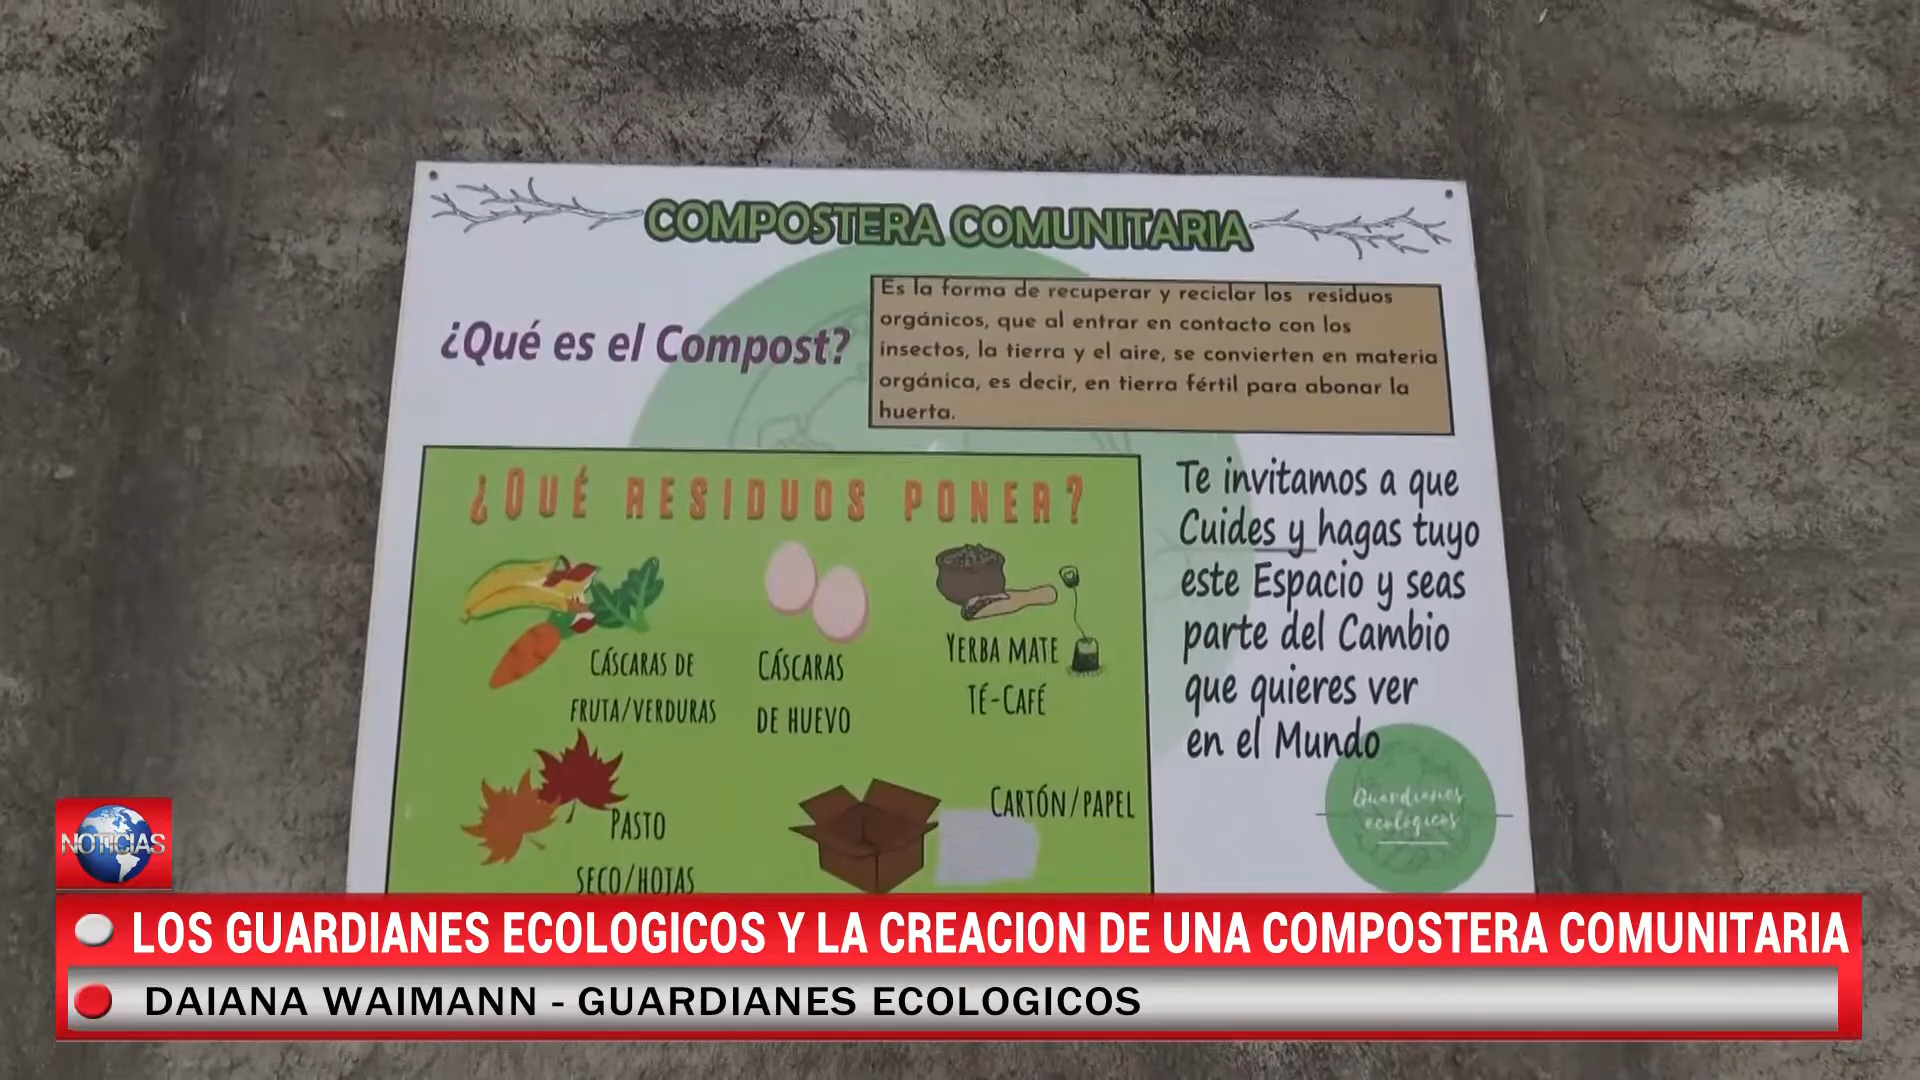 COMPOSTERA COMUNITARIA
¿Qué es el Compost?
Es la forma de recuperar y reciclar los residuos
orgánicos, que al entrar en contacto con los
insectos, la tierra y el aire, se convierten en materia
orgánica, es decir, en tierra fértil para abonar la
huerta.
¿QUÉ RESIDUOS PONER?
CÁSCARAS DE
FRUTA/VERDURAS
CÁSCARAS
DE HUEVO
YERBA MATE
TÉ-CAFÉ
PASTO
SECO/HOJAS
CARTÓN/PAPEL
Te invitamos a que
Cuides y hagas tuyo
este Espacio y seas
parte del Cambio
que quieres ver
en el Mundo
Guardianes
ecológicos
NOTICIAS
LOS GUARDIANES ECOLOGICOS Y LA CREACION DE UNA COMPOSTERA COMUNITARIA
DAIANA WAIMANN - GUARDIANES ECOLOGICOS